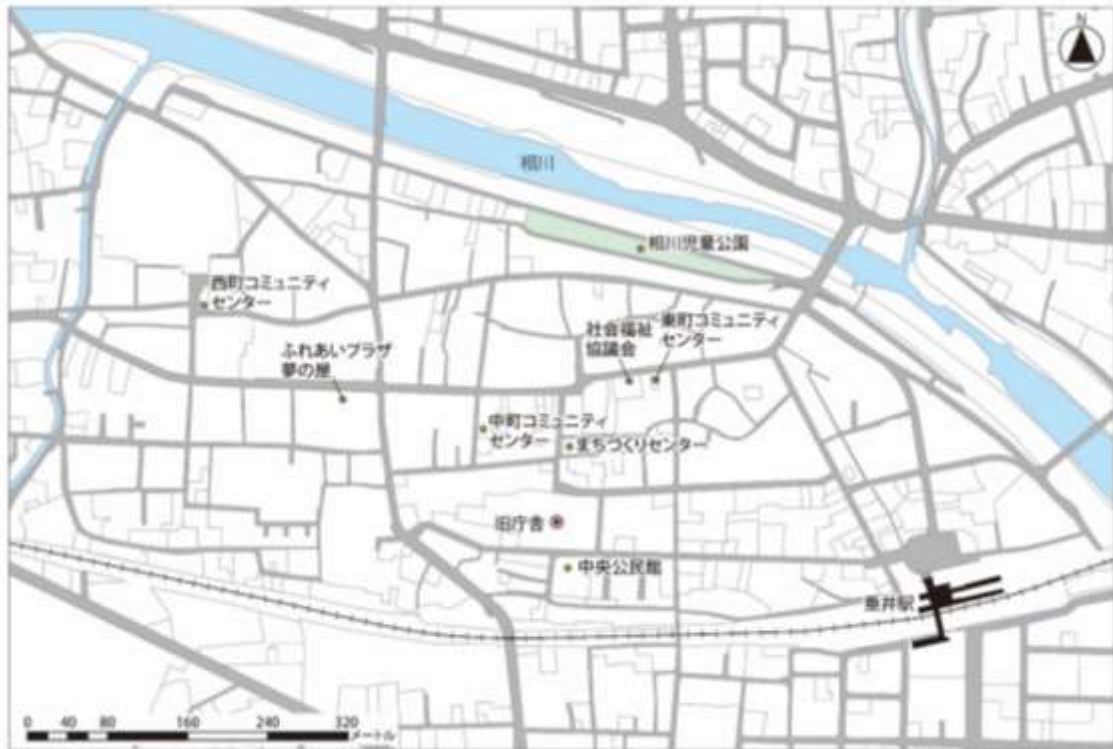 N
相川
相川児童公園
西町コミュニティ
センター
社会福祉
協議会
東町コミュニティ
センター
ふれあいプラザ
夢の屋
中町コミュニティ
センター
まちづくりセンター
旧庁舎
中央公民館
垂井駅
0 40 80 160 240 320
メートル